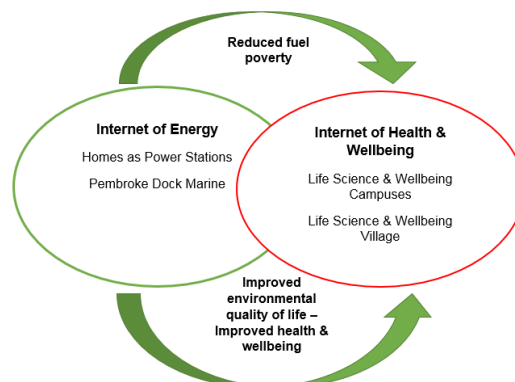 Reduced fuel
poverty
Internet of Energy
Homes as Power Stations
Pembroke Dock Marine
Internet of Health &
Wellbeing
Life Science & Wellbeing
Campuses
Life Science & Wellbeing
Village
Improved
environmental
quality of life –
Improved health &
wellbeing